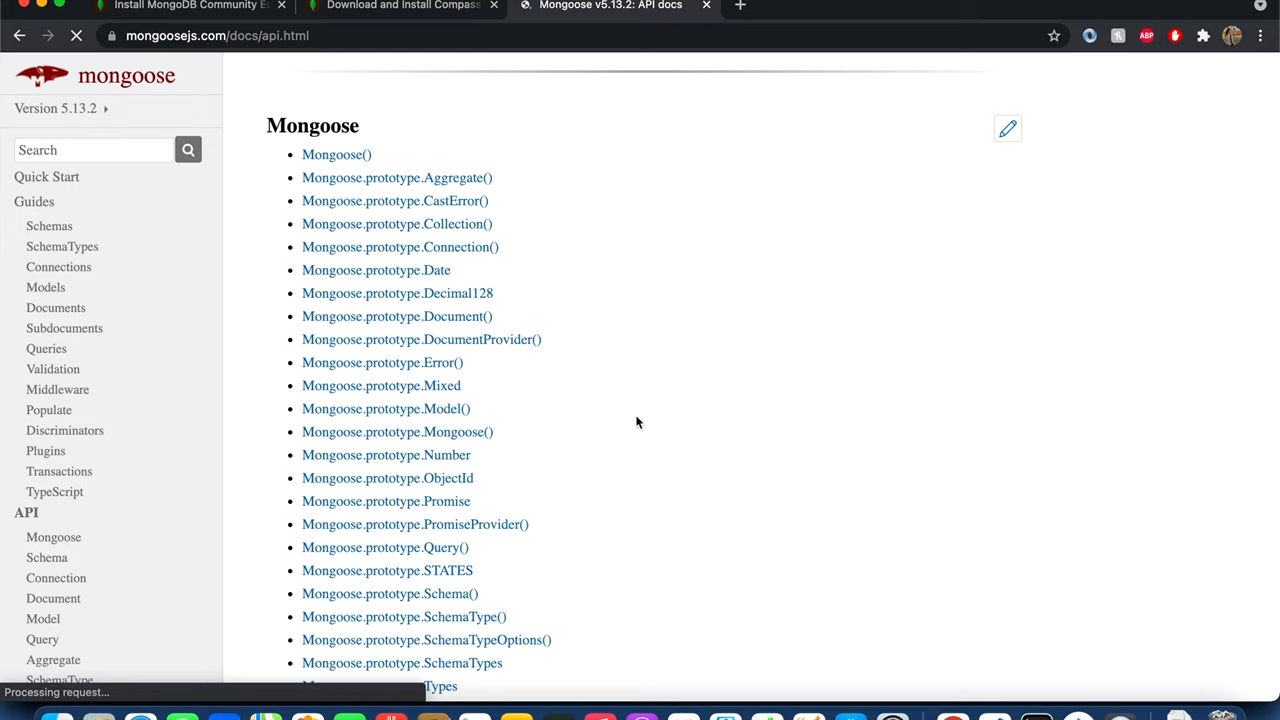 Install MongoDB Community E
Download and Install Compass
Mongoose v5.13.2: API docs
mongoosejs.com/docs/api.html
ABP
mongoose
Version 5.13.2
Search
Quick Start
Guides
Schemas
SchemaTypes
Connections
Models
Documents
Subdocuments
Queries
Validation
Middleware
Populate
Discriminators
Plugins
Transactions
TypeScript
API
Mongoose
Schema
Connection
Document
Model
Query
Aggregate
SchemaType
Processing request...
Mongoose
Mongoose()
Mongoose.prototype.Aggregate()
Mongoose.prototype.CastError()
Mongoose.prototype.Collection()
Mongoose.prototype.Connection()
Mongoose.prototype.Date
Mongoose.prototype.Decimal128
Mongoose.prototype.Document()
Mongoose.prototype.DocumentProvider()
Mongoose.prototype.Error()
Mongoose.prototype.Mixed
Mongoose.prototype.Model()
Mongoose.prototype.Mongoose()
Mongoose.prototype.Number
Mongoose.prototype.ObjectId
Mongoose.prototype.Promise
Mongoose.prototype.PromiseProvider()
Mongoose.prototype.Query()
Mongoose.prototype.STATES
Mongoose.prototype.Schema()
Mongoose.prototype.SchemaType()
Mongoose.prototype.SchemaTypeOptions()
Mongoose.prototype.SchemaTypes
Types